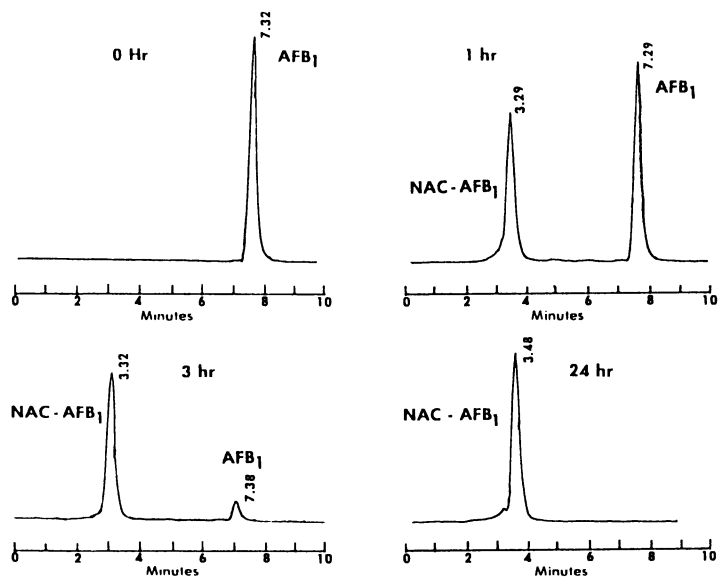 0 Hr
7.32
AFB1
0 2 4 6 8 10
Minutes
1 hr
3.29
NAC-AFB1
7.29
AFB1
0 2 4 6 8 10
Minutes
3 hr
3.32
NAC-AFB1
AFB1
7.38
0 2 4 6 8 10
Minutes
24 hr
3.48
NAC - AFB1
0 2 4 6 8 10
Minutes